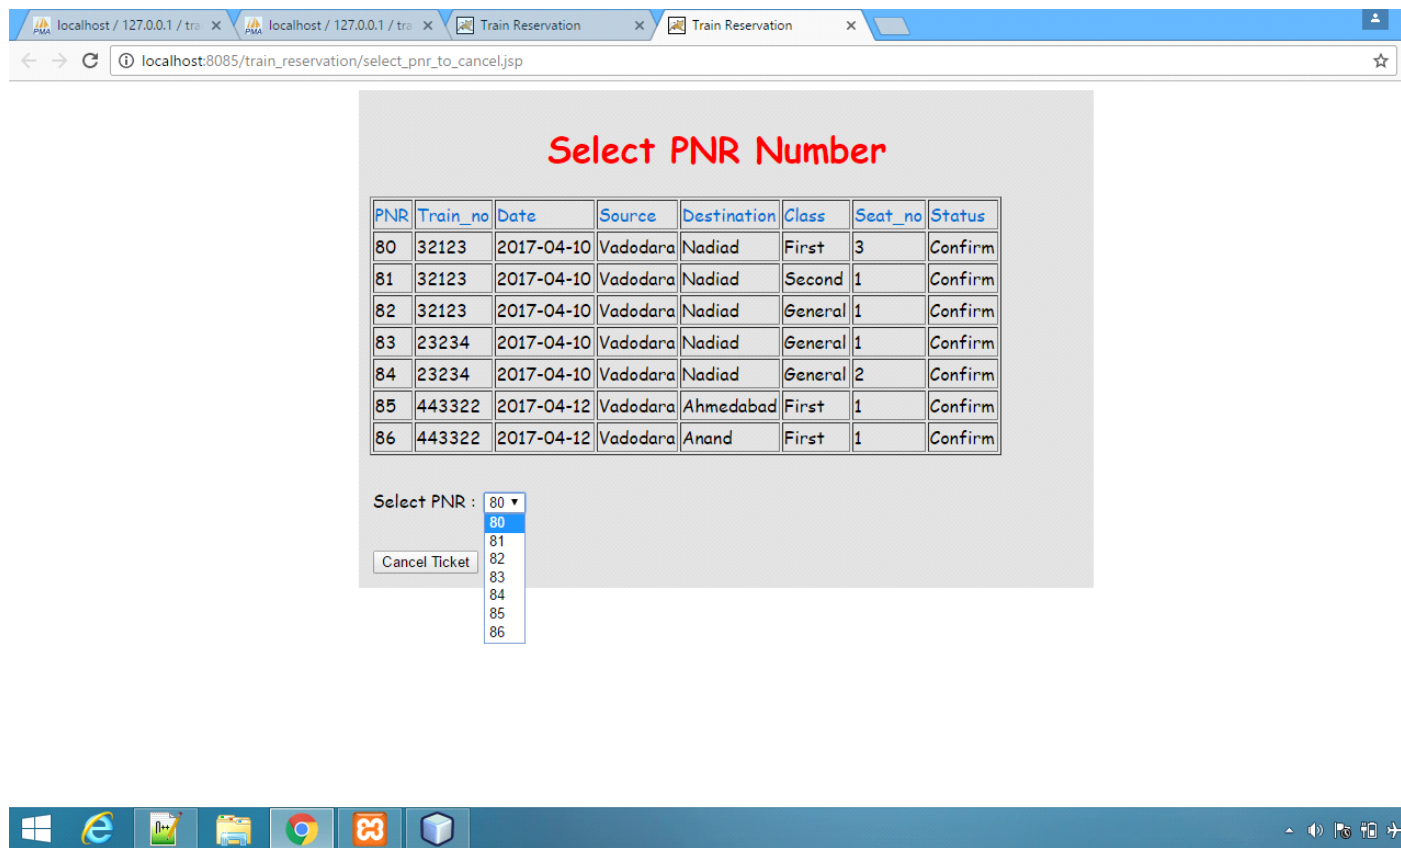 localhost / 127.0.0.1 / tra localhost / 127.0.0.1 / tra Train Reservation Train Reservation
localhost:8085/train_reservation/select_pnr_to_cancel.jsp
Select PNR Number
PNR Train_no Date Source Destination Class Seat_no Status
80 32123 2017-04-10 Vadodara Nadiad First 3 Confirm
81 32123 2017-04-10 Vadodara Nadiad Second 1 Confirm
82 32123 2017-04-10 Vadodara Nadiad General 1 Confirm
83 23234 2017-04-10 Vadodara Nadiad General 1 Confirm
84 23234 2017-04-10 Vadodara Nadiad General 2 Confirm
85 443322 2017-04-12 Vadodara Ahmedabad First 1 Confirm
86 443322 2017-04-12 Vadodara Anand First 1 Confirm
Select PNR : 80
80
81
82
83
84
85
86
Cancel Ticket